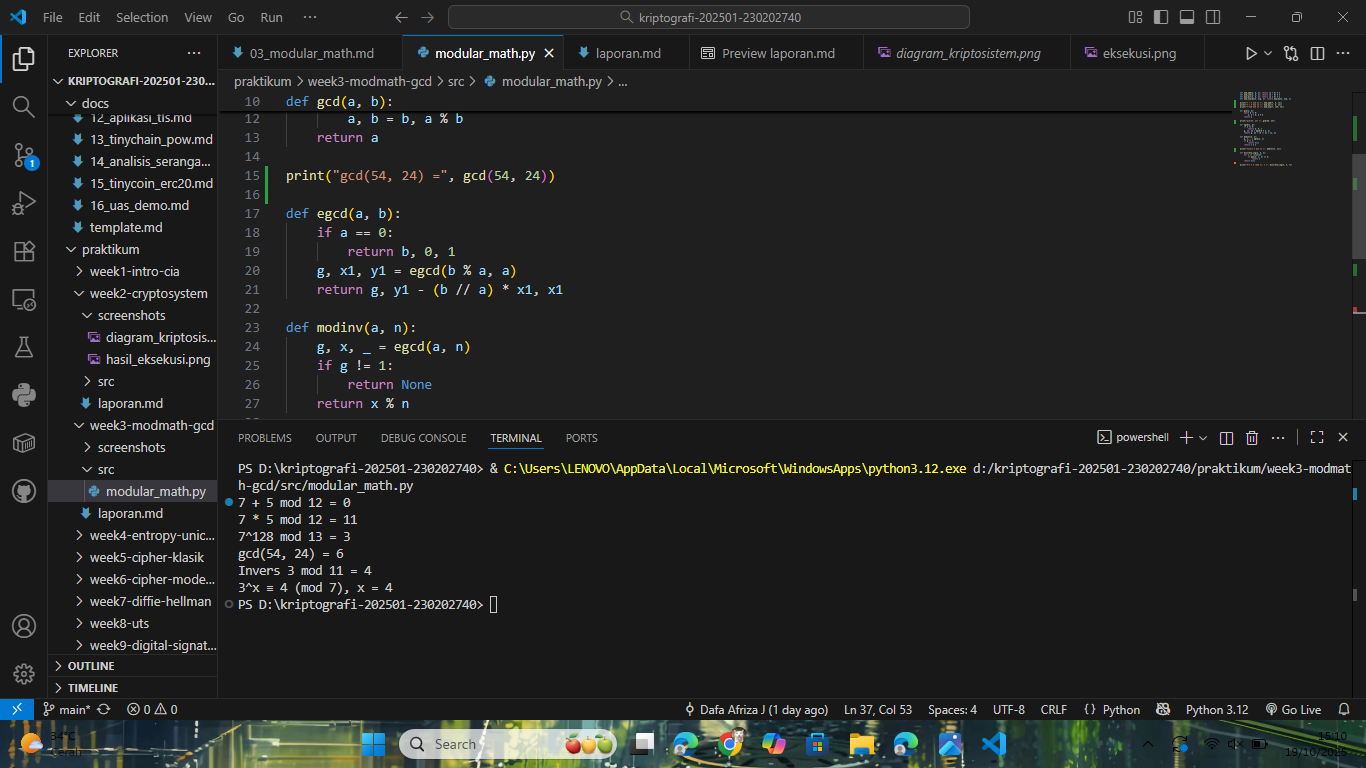 File Edit Selection View Go Run ···
kriptografi-202501-230202740
EXPLORER ···
KRIPTOGRAFI-202501-230...
docs
12_aplikasi_tls.md
13_tinychain_pow.md
14_analisis_seranga...
15_tinycoin_erc20.md
16_uas_demo.md
template.md
praktikum
week1-intro-cia
week2-cryptosystem
screenshots
diagram_kriptosis...
hasil_eksekusi.png
src
laporan.md
week3-modmath-gcd
screenshots
src
modular_math.py
laporan.md
week4-entropy-unic...
week5-cipher-klasik
week6-cipher-mode...
week7-diffie-hellman
week8-uts
week9-digital-signat...
OUTLINE
TIMELINE
1
03_modular_math.md modular_math.py laporan.md Preview laporan.md diagram_kriptosistem.png eksekusi.png
praktikum > week3-modmath-gcd > src > modular_math.py > ...
10 def gcd(a, b):
12 a, b = b, a % b
13 return a
14
15 print("gcd(54, 24) =", gcd(54, 24))
16
17 def egcd(a, b):
18 if a == 0:
19 return b, 0, 1
20 g, x1, y1 = egcd(b % a, a)
21 return g, y1 - (b // a) * x1, x1
22
23 def modinv(a, n):
24 g, x, _ = egcd(a, n)
25 if g != 1:
26 return None
27 return x % n
PROBLEMS OUTPUT DEBUG CONSOLE TERMINAL PORTS
powershell
PS D:\kriptografi-202501-230202740> & C:\Users\LENOVO\AppData\Local\Microsoft\WindowsApps\python3.12.exe d:/kriptografi-202501-230202740/praktikum/week3-modmat
h-gcd/src/modular_math.py
7 + 5 mod 12 = 0
7 * 5 mod 12 = 11
7^128 mod 13 = 3
gcd(54, 24) = 6
Invers 3 mod 11 = 4
3^x ≡ 4 (mod 7), x = 4
PS D:\kriptografi-202501-230202740>
main* 0 0 Dafa Afriza J (1 day ago) Ln 37, Col 53 Spaces: 4 UTF-8 CRLF {} Python Python 3.12 Go Live
34°C
Search
15:10
19/10/2025